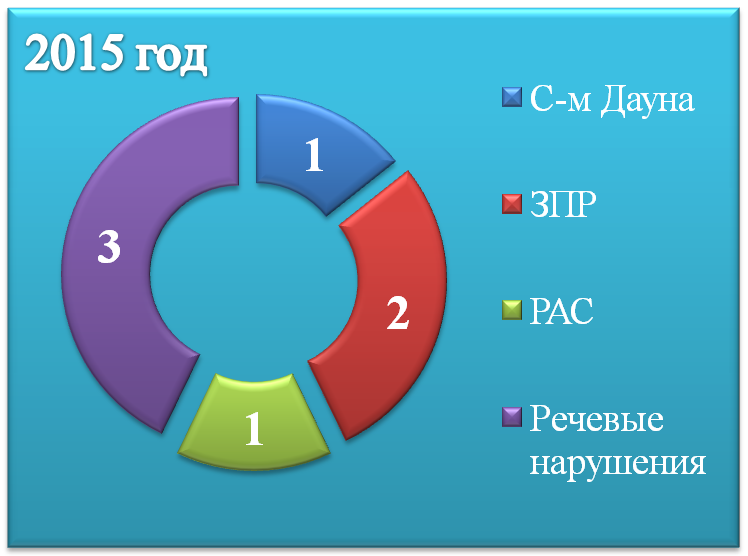 2015 год
1
2
1
3
С-м Дауна
ЗПР
РАС
Речевые
нарушения